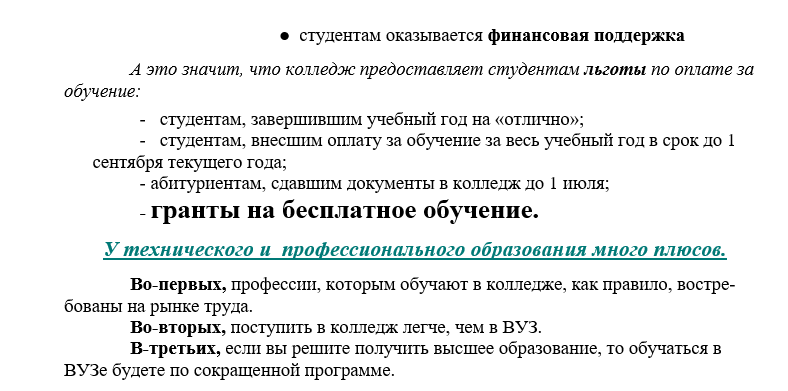 ● студентам оказывается финансовая поддержка
А это значит, что колледж предоставляет студентам льготы по оплате за
обучение:
- студентам, завершившим учебный год на «отлично»;
- студентам, внесшим оплату за обучение за весь учебный год в срок до 1
сентября текущего года;
- абитуриентам, сдавшим документы в колледж до 1 июля;
- гранты на бесплатное обучение.
У технического и профессионального образования много плюсов.
Во-первых, профессии, которым обучают в колледже, как правило, востре-
бованы на рынке труда.
Во-вторых, поступить в колледж легче, чем в ВУЗ.
В-третьих, если вы решите получить высшее образование, то обучаться в
ВУЗе будете по сокращенной программе.